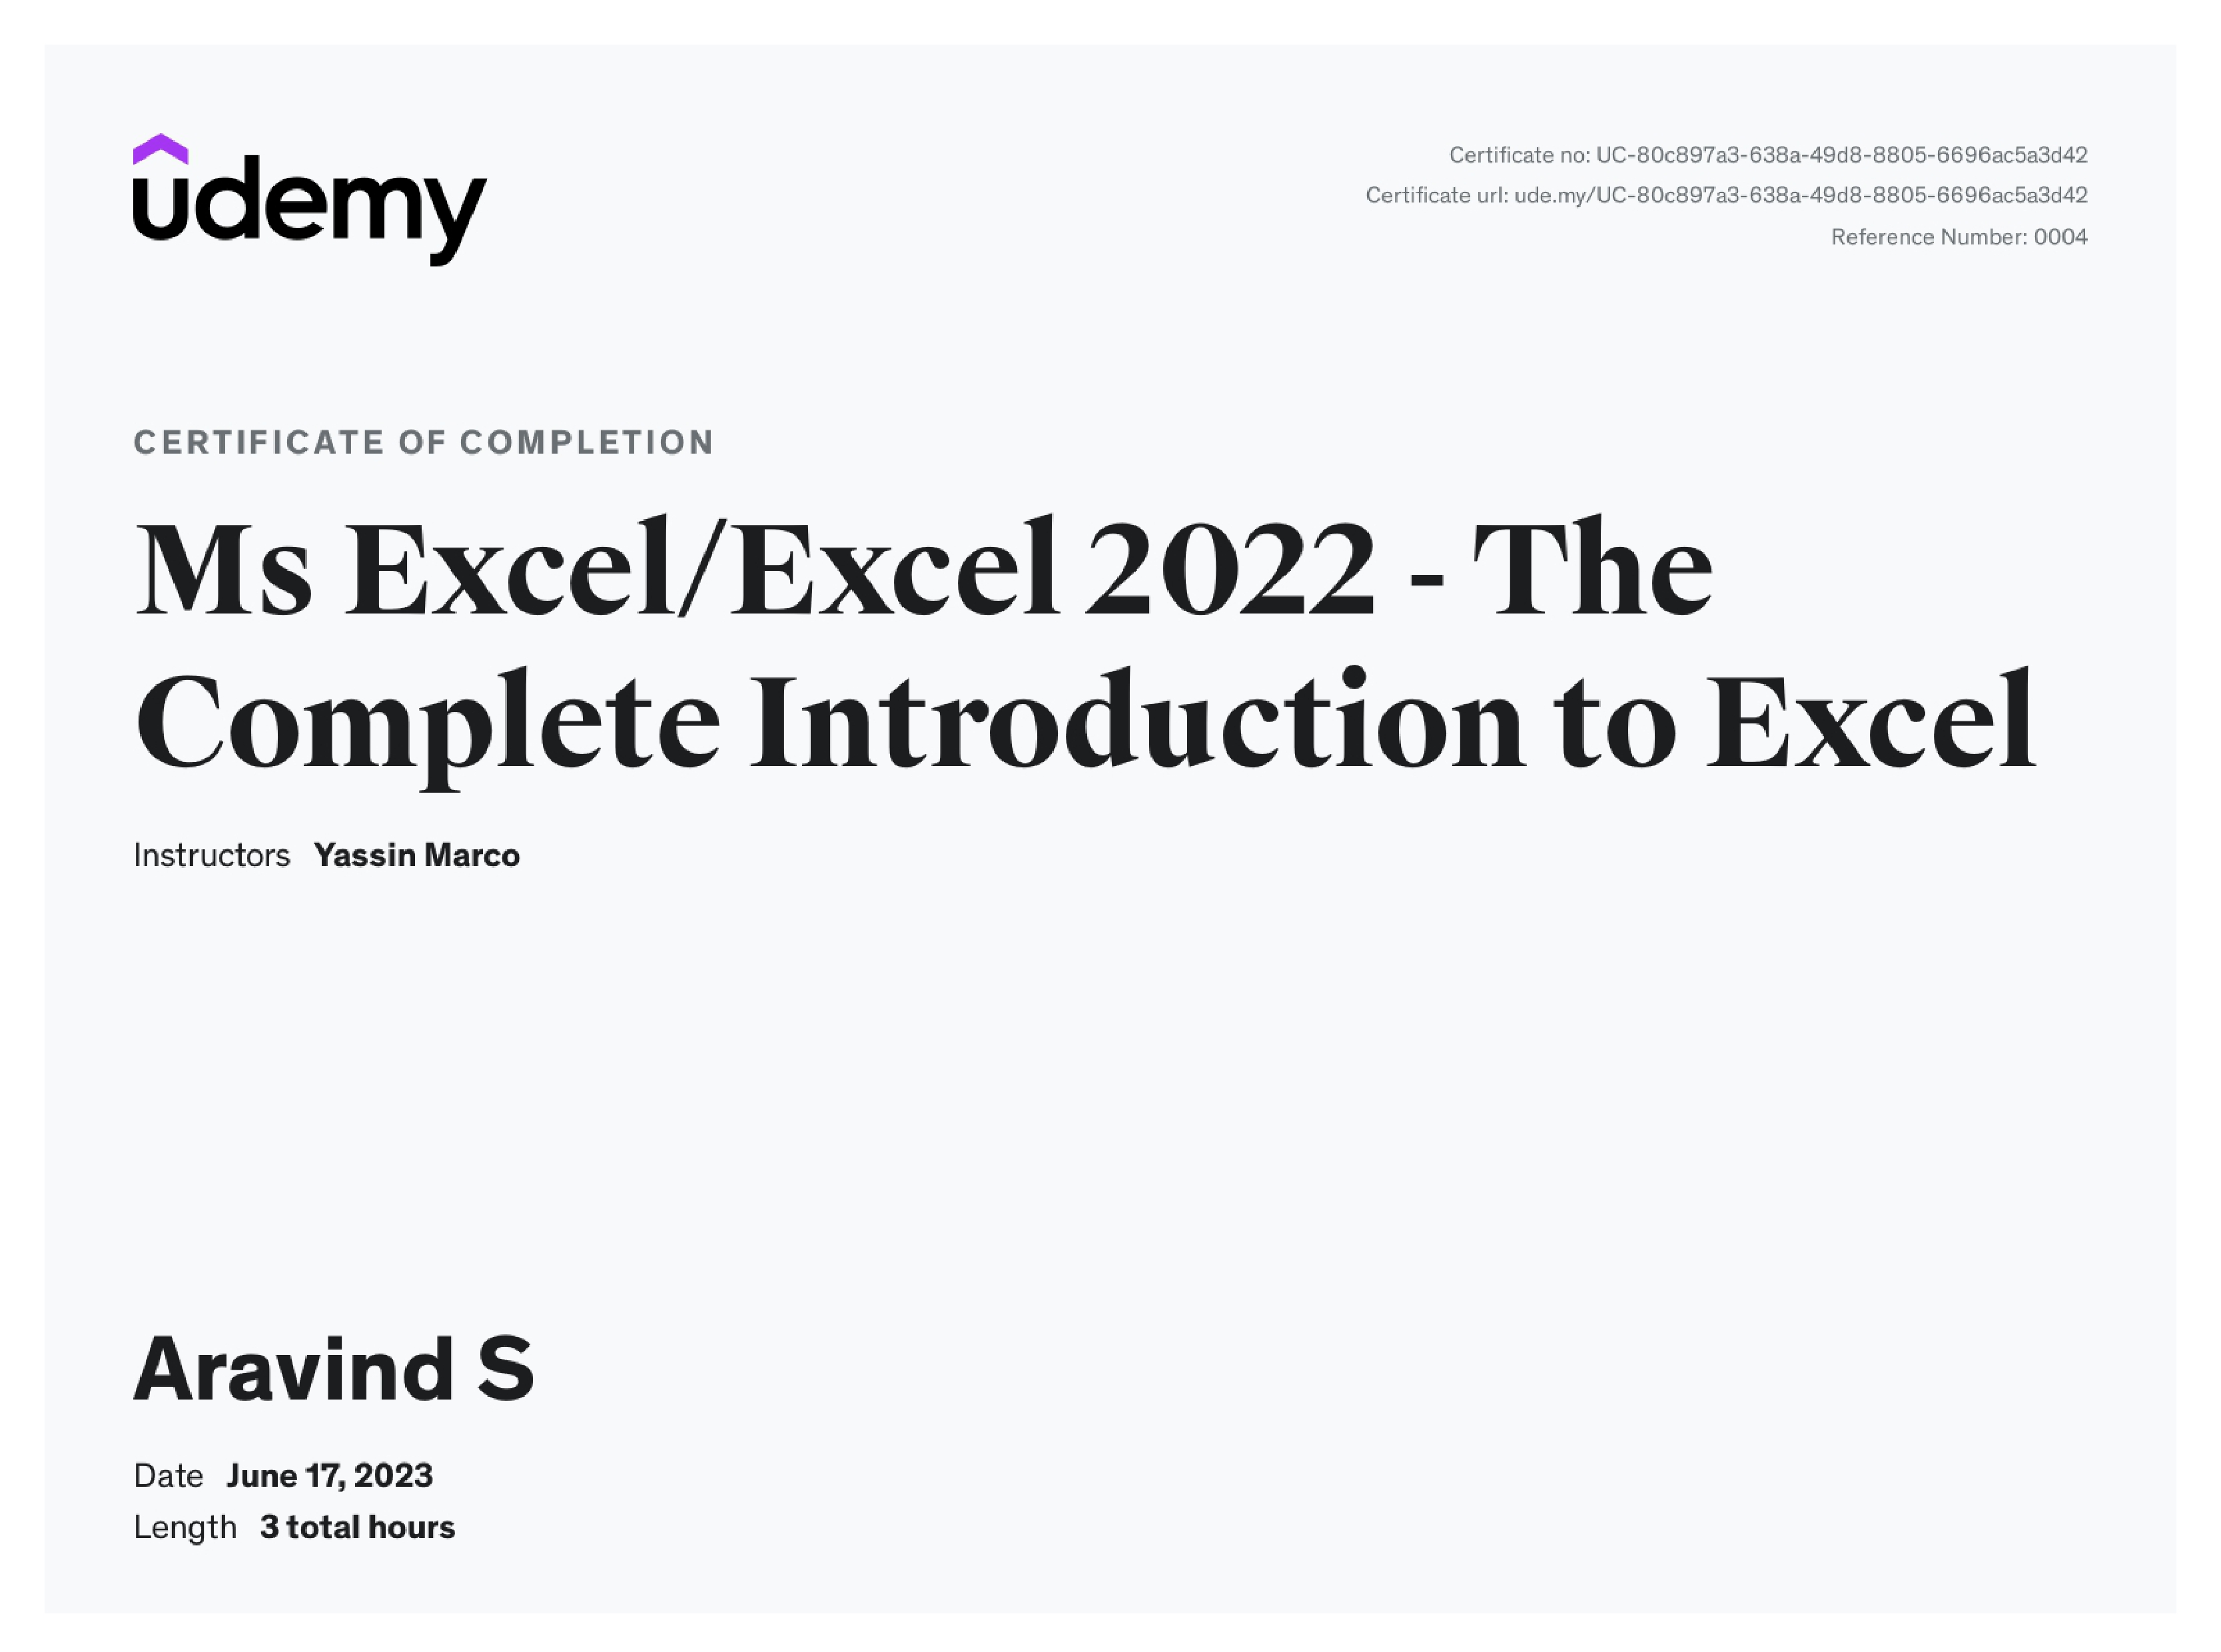 udemy
Certificate no: UC-80c897a3-638a-49d8-8805-6696ac5a3d42
Certificate url: ude.my/UC-80c897a3-638a-49d8-8805-6696ac5a3d42
Reference Number: 0004
CERTIFICATE OF COMPLETION
Ms Excel/Excel 2022 - The
Complete Introduction to Excel
Instructors Yassin Marco
Aravind S
Date June 17, 2023
Length 3 total hours